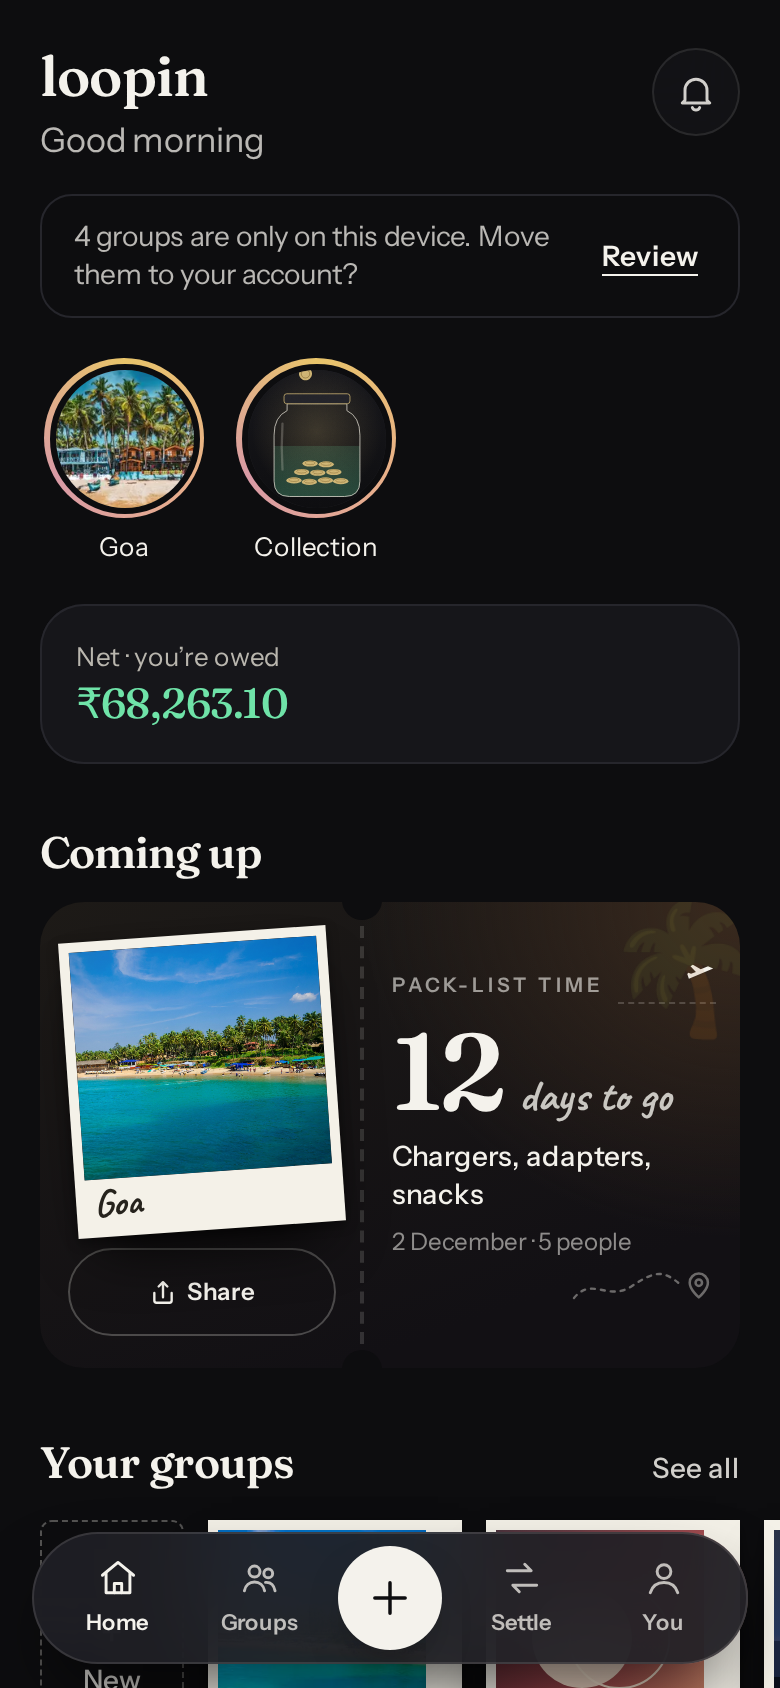 loopin
Good morning
4 groups are only on this device. Move
them to your account?
Review
Goa
Collection
Net · you’re owed
₹68,263.10
Coming up
PACK-LIST TIME
12 days to go
Chargers, adapters,
snacks
2 December · 5 people
Goa
Share
Your groups
See all
Home
Groups
Settle
You
New